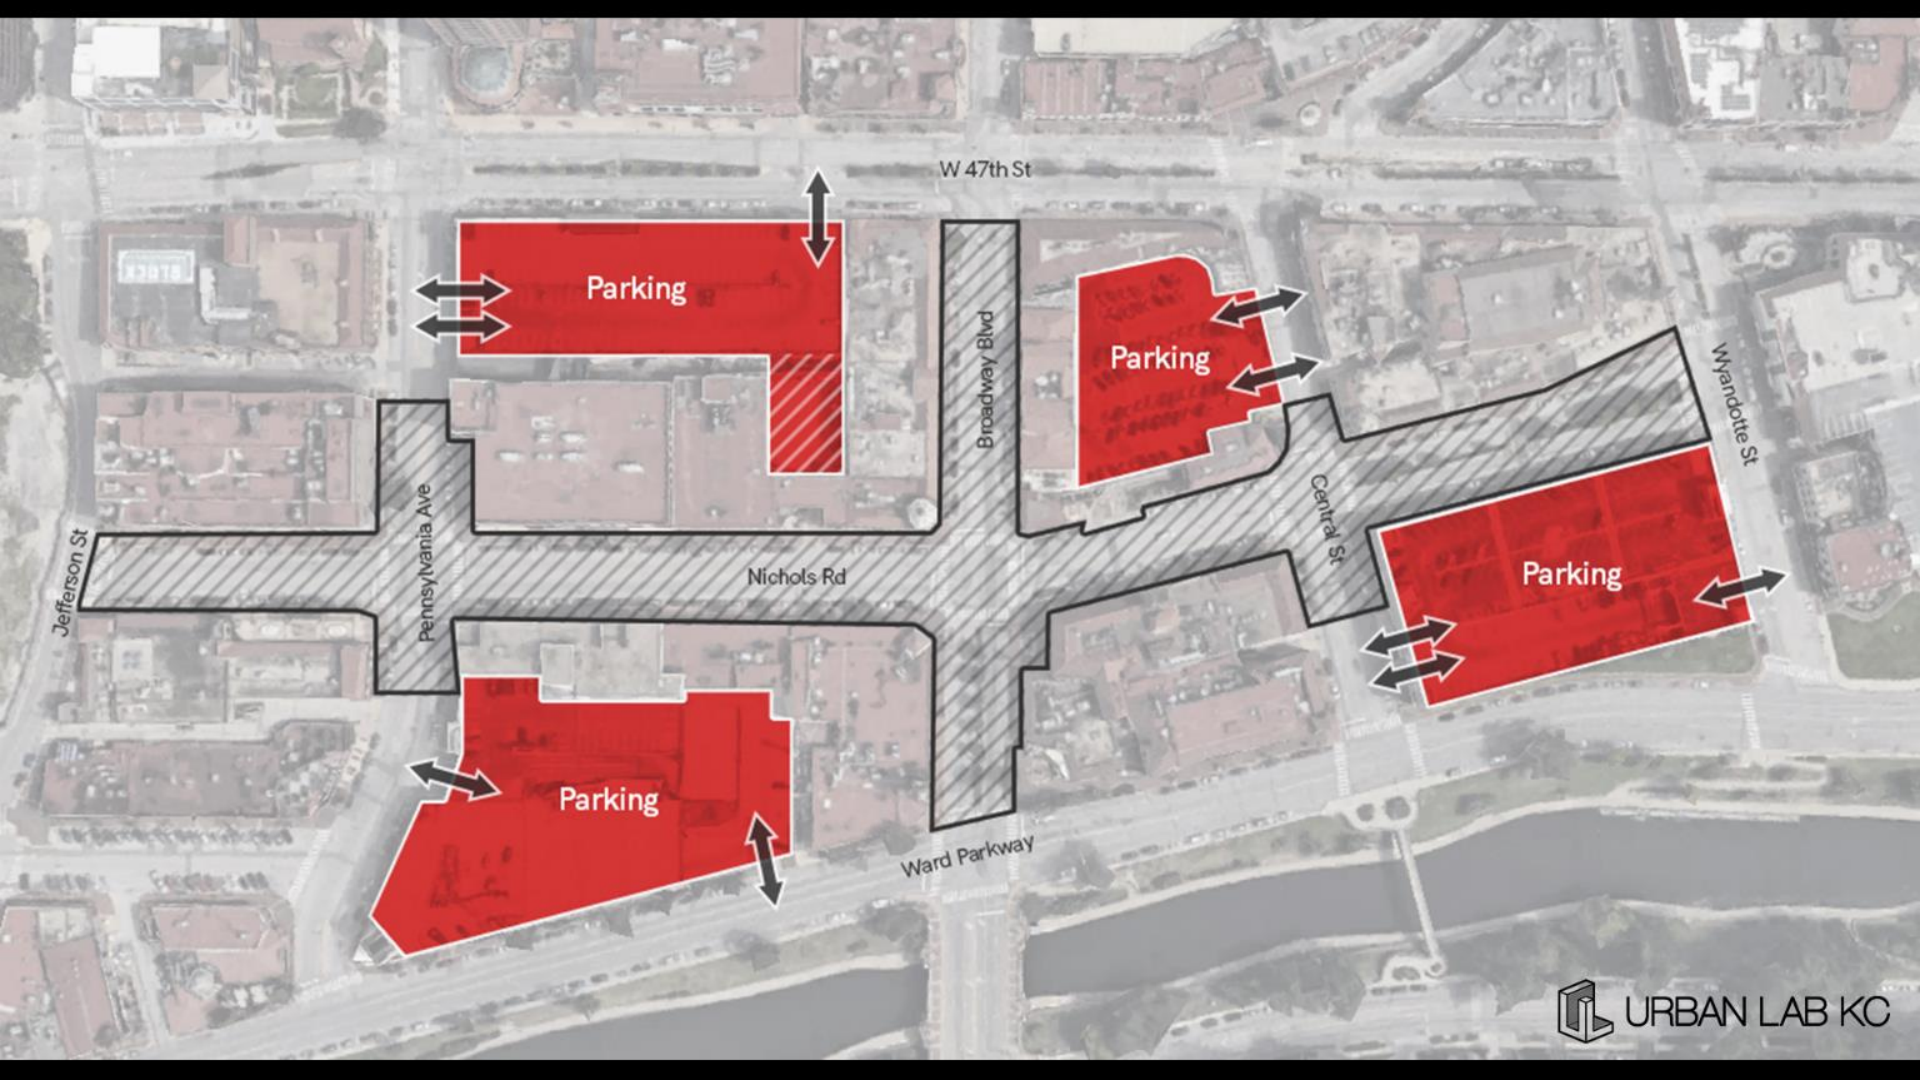 W 47th St
Parking
Broadway Blvd
Parking
Wyandotte St
Pennsylvania Ave
Central St
Jefferson St
Nichols Rd
Parking
Parking
Ward Parkway
URBAN LAB KC